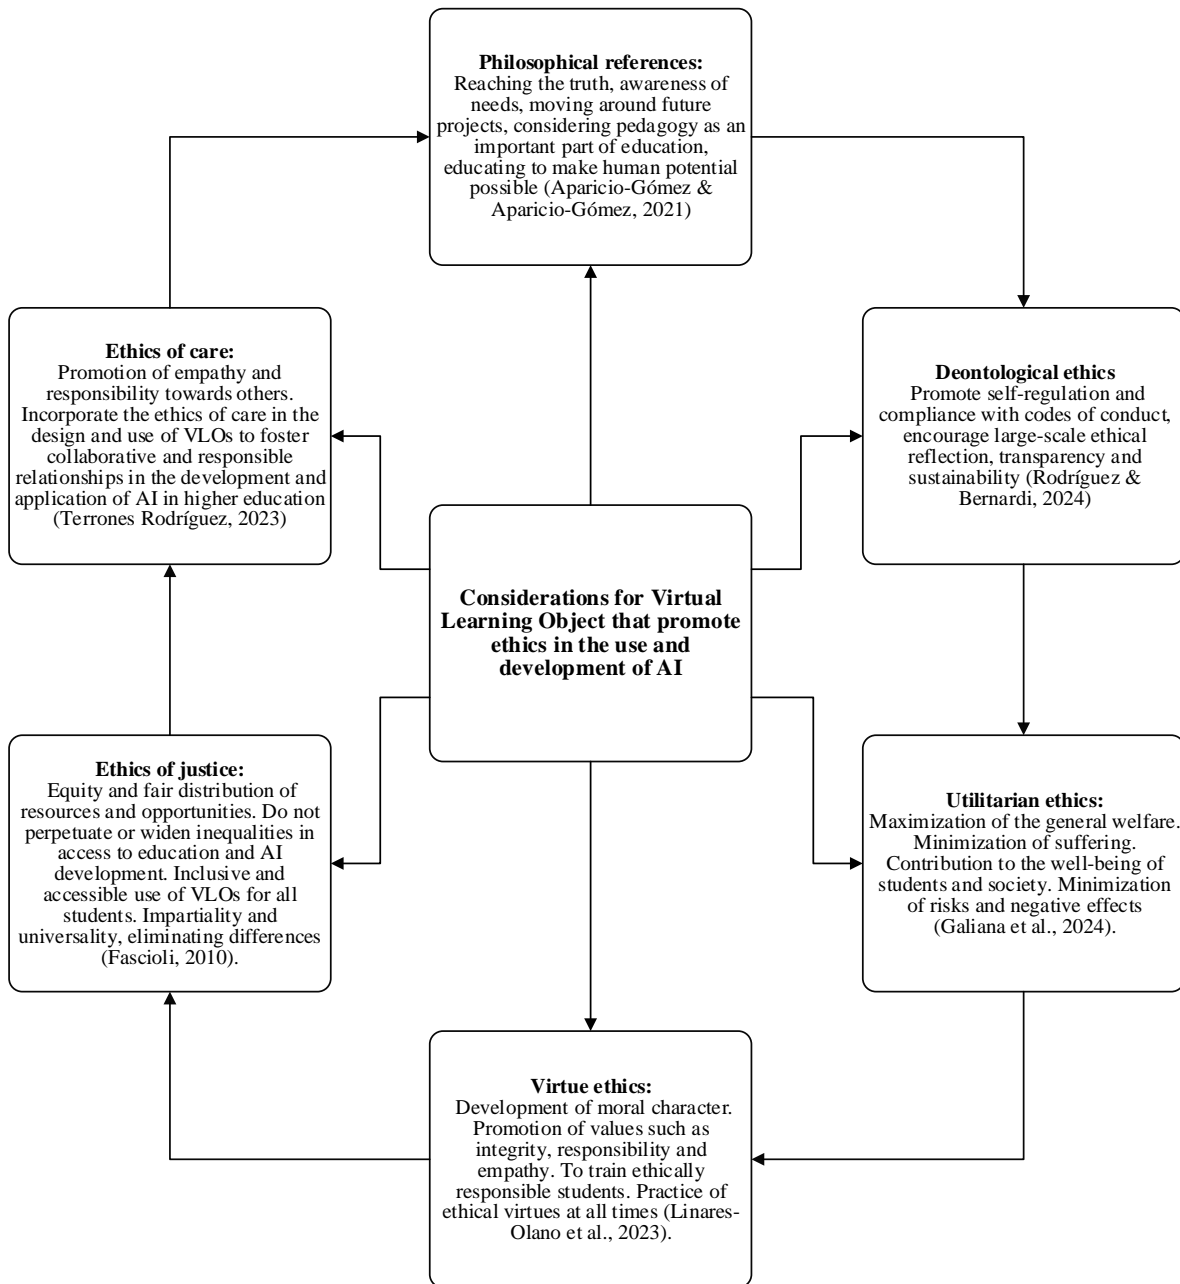 Philosophical references:
Reaching the truth, awareness of
needs, moving around future
projects, considering pedagogy as an
important part of education,
educating to make human potential
possible (Aparicio-Gómez &
Aparicio-Gómez, 2021)
Ethics of care:
Promotion of empathy and
responsibility towards others.
Incorporate the ethics of care in the
design and use of VLOs to foster
collaborative and responsible
relationships in the development and
application of AI in higher education
(Terrones Rodríguez, 2023)
Deontological ethics
Promote self-regulation and
compliance with codes of conduct,
encourage large-scale ethical
reflection, transparency and
sustainability (Rodríguez &
Bernardi, 2024)
Considerations for Virtual
Learning Object that promote
ethics in the use and
development of AI
Ethics of justice:
Equity and fair distribution of
resources and opportunities. Do not
perpetuate or widen inequalities in
access to education and AI
development. Inclusive and
accessible use of VLOs for all
students. Impartiality and
universality, eliminating differences
(Fascioli, 2010).
Utilitarian ethics:
Maximization of the general welfare.
Minimization of suffering.
Contribution to the well-being of
students and society. Minimization
of risks and negative effects
(Galiana et al., 2024).
Virtue ethics:
Development of moral character.
Promotion of values such as
integrity, responsibility and
empathy. To train ethically
responsible students. Practice of
ethical virtues at all times (Linares-
Olano et al., 2023).